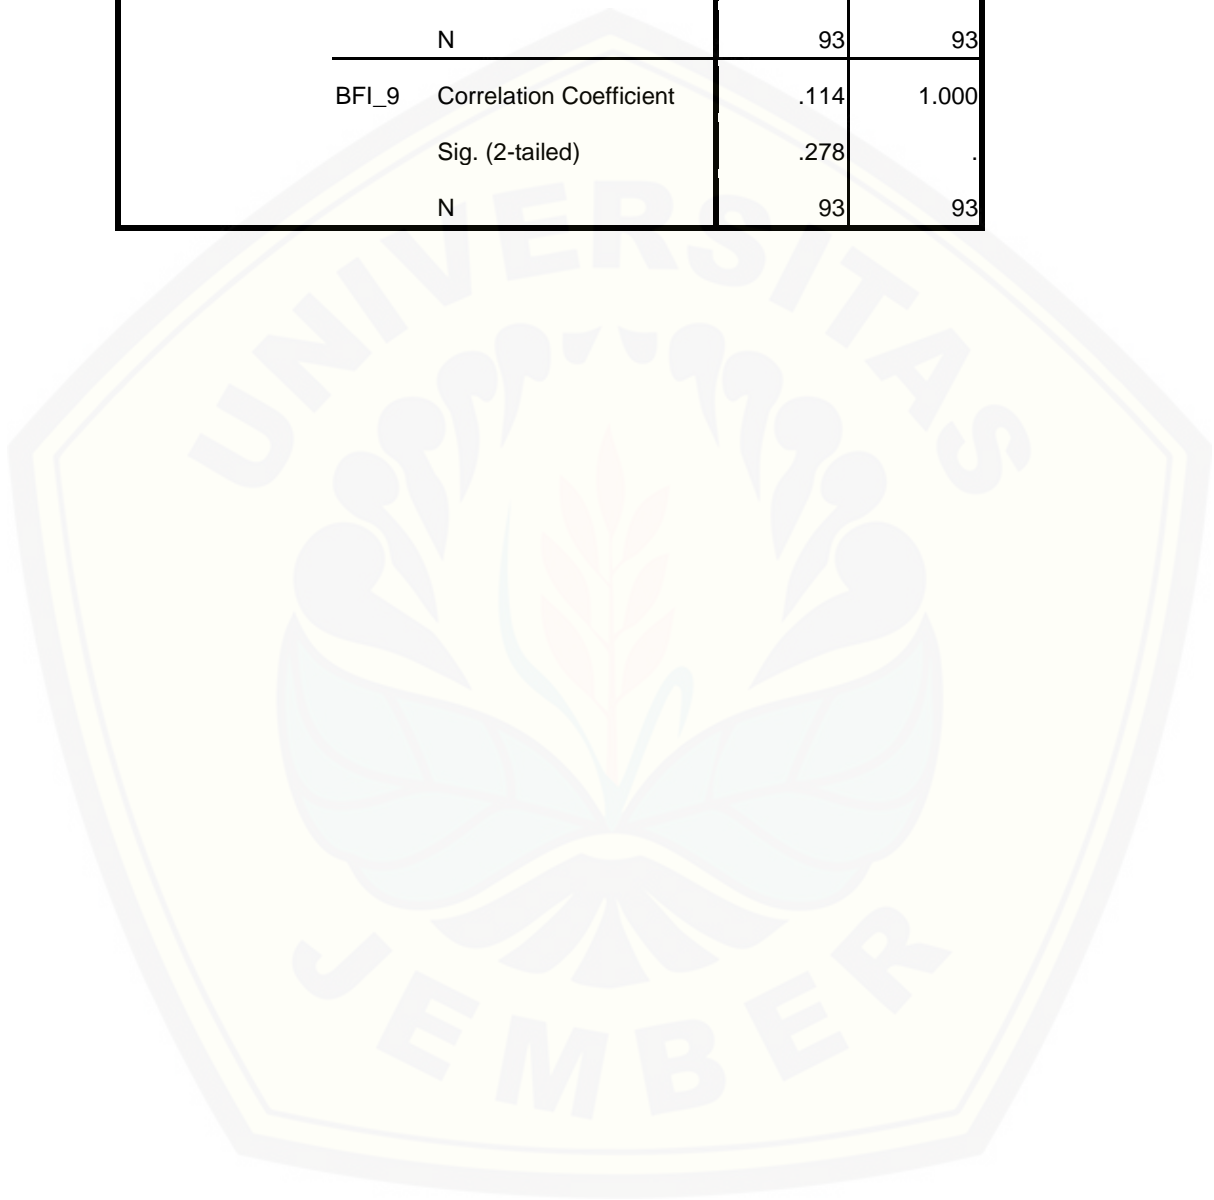 N 93 93
BFI_9 Correlation Coefficient .114 1.000
Sig. (2-tailed) .278 .
N 93 93
UNIVERSITAS
JEMBER